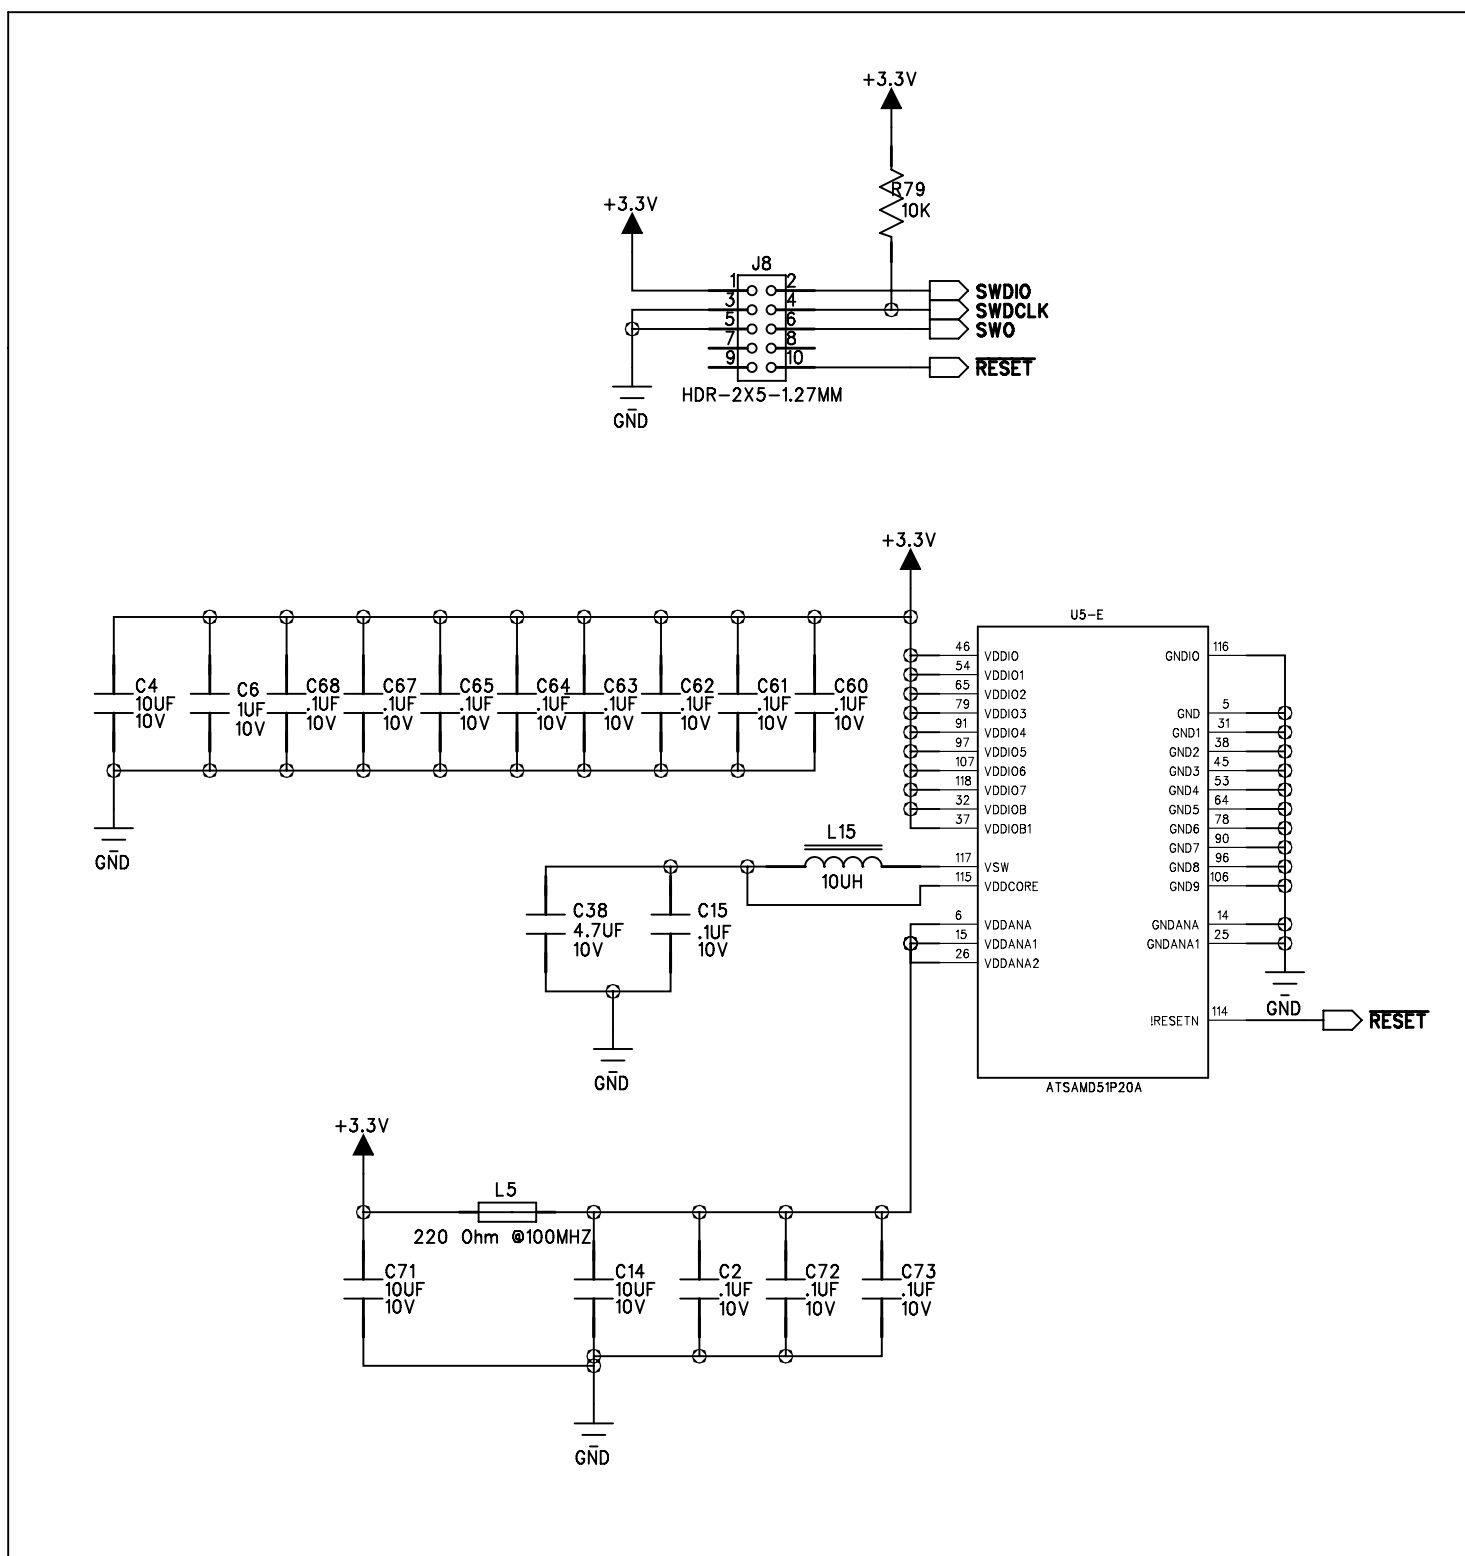 +3.3V
R79
10K
+3.3V
J8
1 2
3 4
5 6
7 8
9 10
SWDIO
SWDCLK
SWO
RESET
HDR-2X5-1.27MM
GND
+3.3V
C4
10UF
10V
C6
1UF
10V
C68
.1UF
10V
C67
.1UF
10V
C65
.1UF
10V
C64
.1UF
10V
C63
.1UF
10V
C62
.1UF
10V
C61
.1UF
10V
C60
.1UF
10V
GND
U5-E
46 VDDIO
54 VDDIO1
65 VDDIO2
79 VDDIO3
91 VDDIO4
97 VDDIO5
107 VDDIO6
118 VDDIO7
32 VDDIOB
37 VDDIOB1
117 VSW
115 VDDCORE
6 VDDANA
15 VDDANA1
26 VDDANA2
GNDIO 116
GND 5
GND1 31
GND2 38
GND3 45
GND4 53
GND5 64
GND6 78
GND7 90
GND8 96
GND9 106
GNDANA 14
GNDANA1 25
!RESETN 114
GND
RESET
ATSAMD51P20A
L15
10UH
C38
4.7UF
10V
C15
.1UF
10V
GND
+3.3V
L5
220 Ohm @100MHZ
C71
10UF
10V
C14
10UF
10V
C2
.1UF
10V
C72
.1UF
10V
C73
.1UF
10V
GND